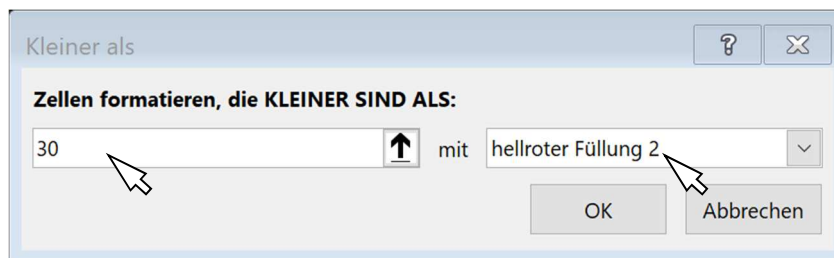 Kleiner als
Zellen formatieren, die KLEINER SIND ALS:
30 mit hellroter Füllung 2
OK Abbrechen